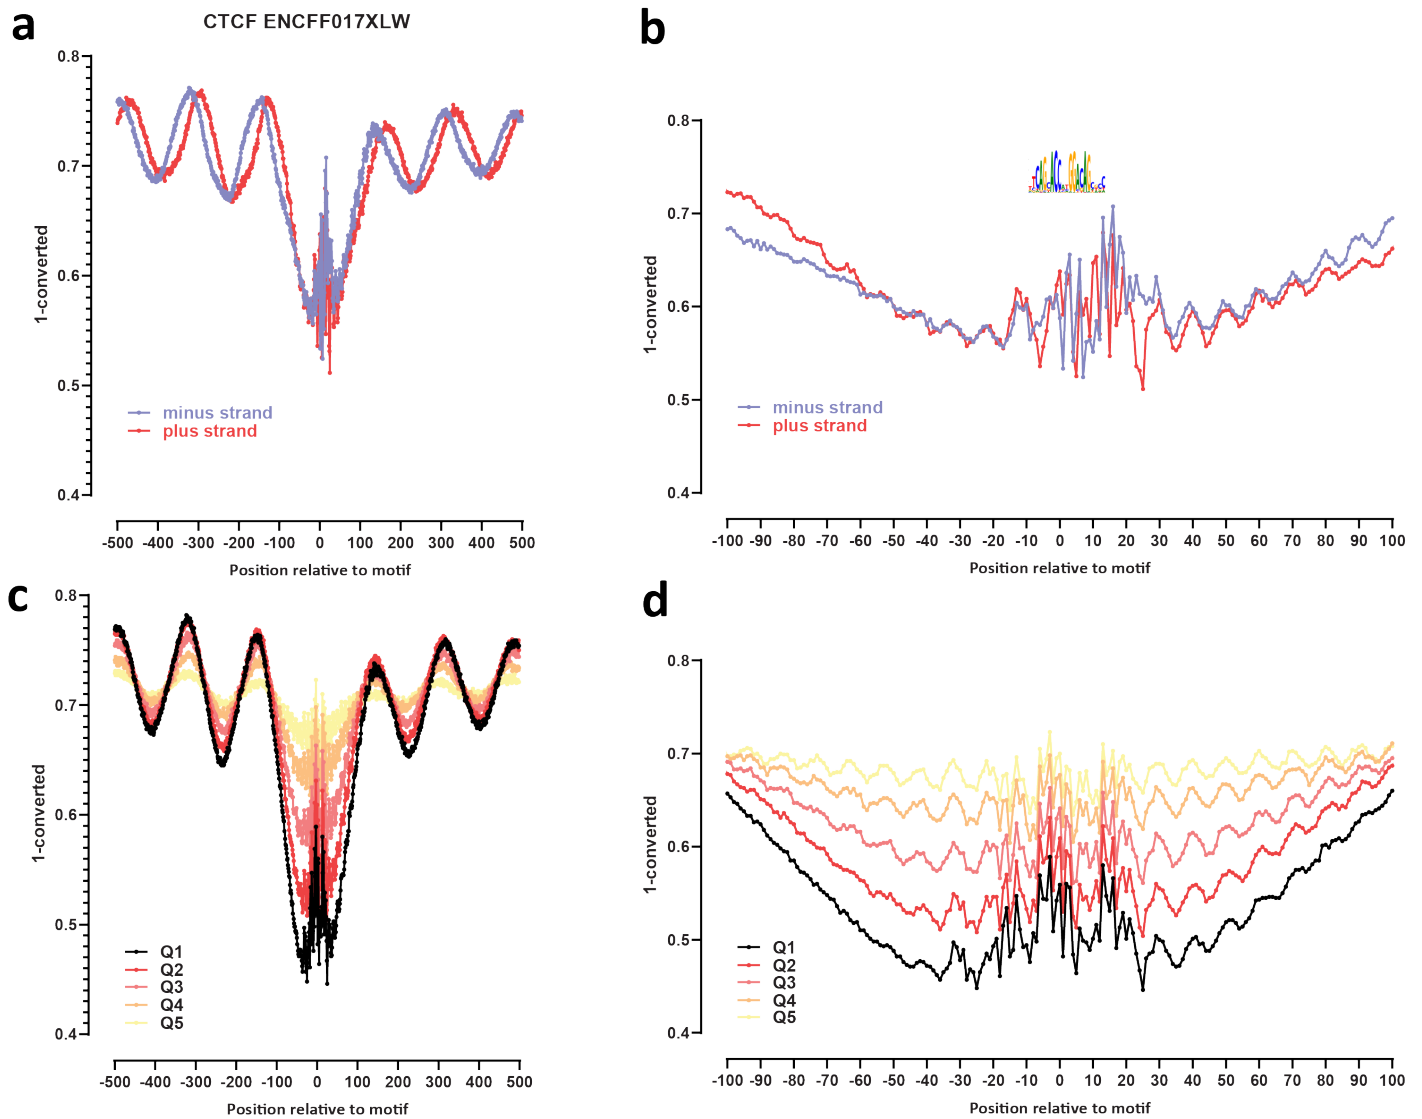 a
CTCF ENCFF017XLW
0.8
0.7
0.6
0.5
0.4
1-converted
minus strand
plus strand
-500 -400 -300 -200 -100 0 100 200 300 400 500
Position relative to motif
b
0.8
0.7
0.6
0.5
0.4
1-converted
minus strand
plus strand
-100 -90 -80 -70 -60 -50 -40 -30 -20 -10 0 10 20 30 40 50 60 70 80 90 100
Position relative to motif
c
0.8
0.7
0.6
0.5
0.4
1-converted
Q1
Q2
Q3
Q4
Q5
-500 -400 -300 -200 -100 0 100 200 300 400 500
Position relative to motif
d
0.8
0.7
0.6
0.5
0.4
1-converted
Q1
Q2
Q3
Q4
Q5
-100 -90 -80 -70 -60 -50 -40 -30 -20 -10 0 10 20 30 40 50 60 70 80 90 100
Position relative to motif